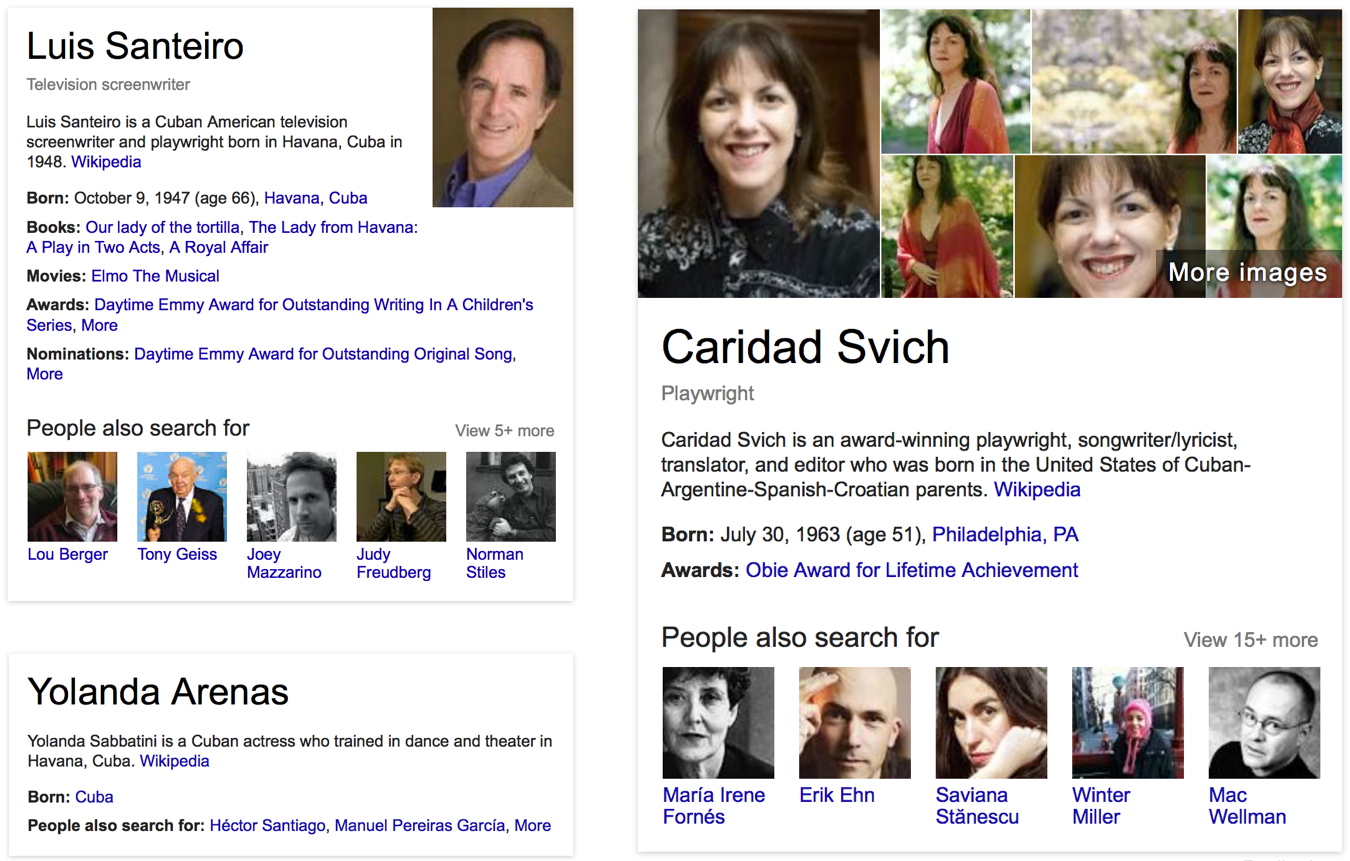 Luis Santeiro
Television screenwriter
Luis Santeiro is a Cuban American television
screenwriter and playwright born in Havana, Cuba in
1948. Wikipedia
Born: October 9, 1947 (age 66), Havana, Cuba
Books: Our lady of the tortilla, The Lady from Havana:
A Play in Two Acts, A Royal Affair
Movies: Elmo The Musical
Awards: Daytime Emmy Award for Outstanding Writing In A Children's
Series, More
Nominations: Daytime Emmy Award for Outstanding Original Song,
More
People also search for View 5+ more
Lou Berger
Tony Geiss
Joey
Mazzarino
Judy
Freudberg
Norman
Stiles
Yolanda Arenas
Yolanda Sabbatini is a Cuban actress who trained in dance and theater in
Havana, Cuba. Wikipedia
Born: Cuba
People also search for: Héctor Santiago, Manuel Pereiras García, More
More images
Caridad Svich
Playwright
Caridad Svich is an award-winning playwright, songwriter/lyricist,
translator, and editor who was born in the United States of Cuban-
Argentine-Spanish-Croatian parents. Wikipedia
Born: July 30, 1963 (age 51), Philadelphia, PA
Awards: Obie Award for Lifetime Achievement
People also search for View 15+ more
María Irene
Fornés
Erik Ehn
Saviana
Stănescu
Winter
Miller
Mac
Wellman